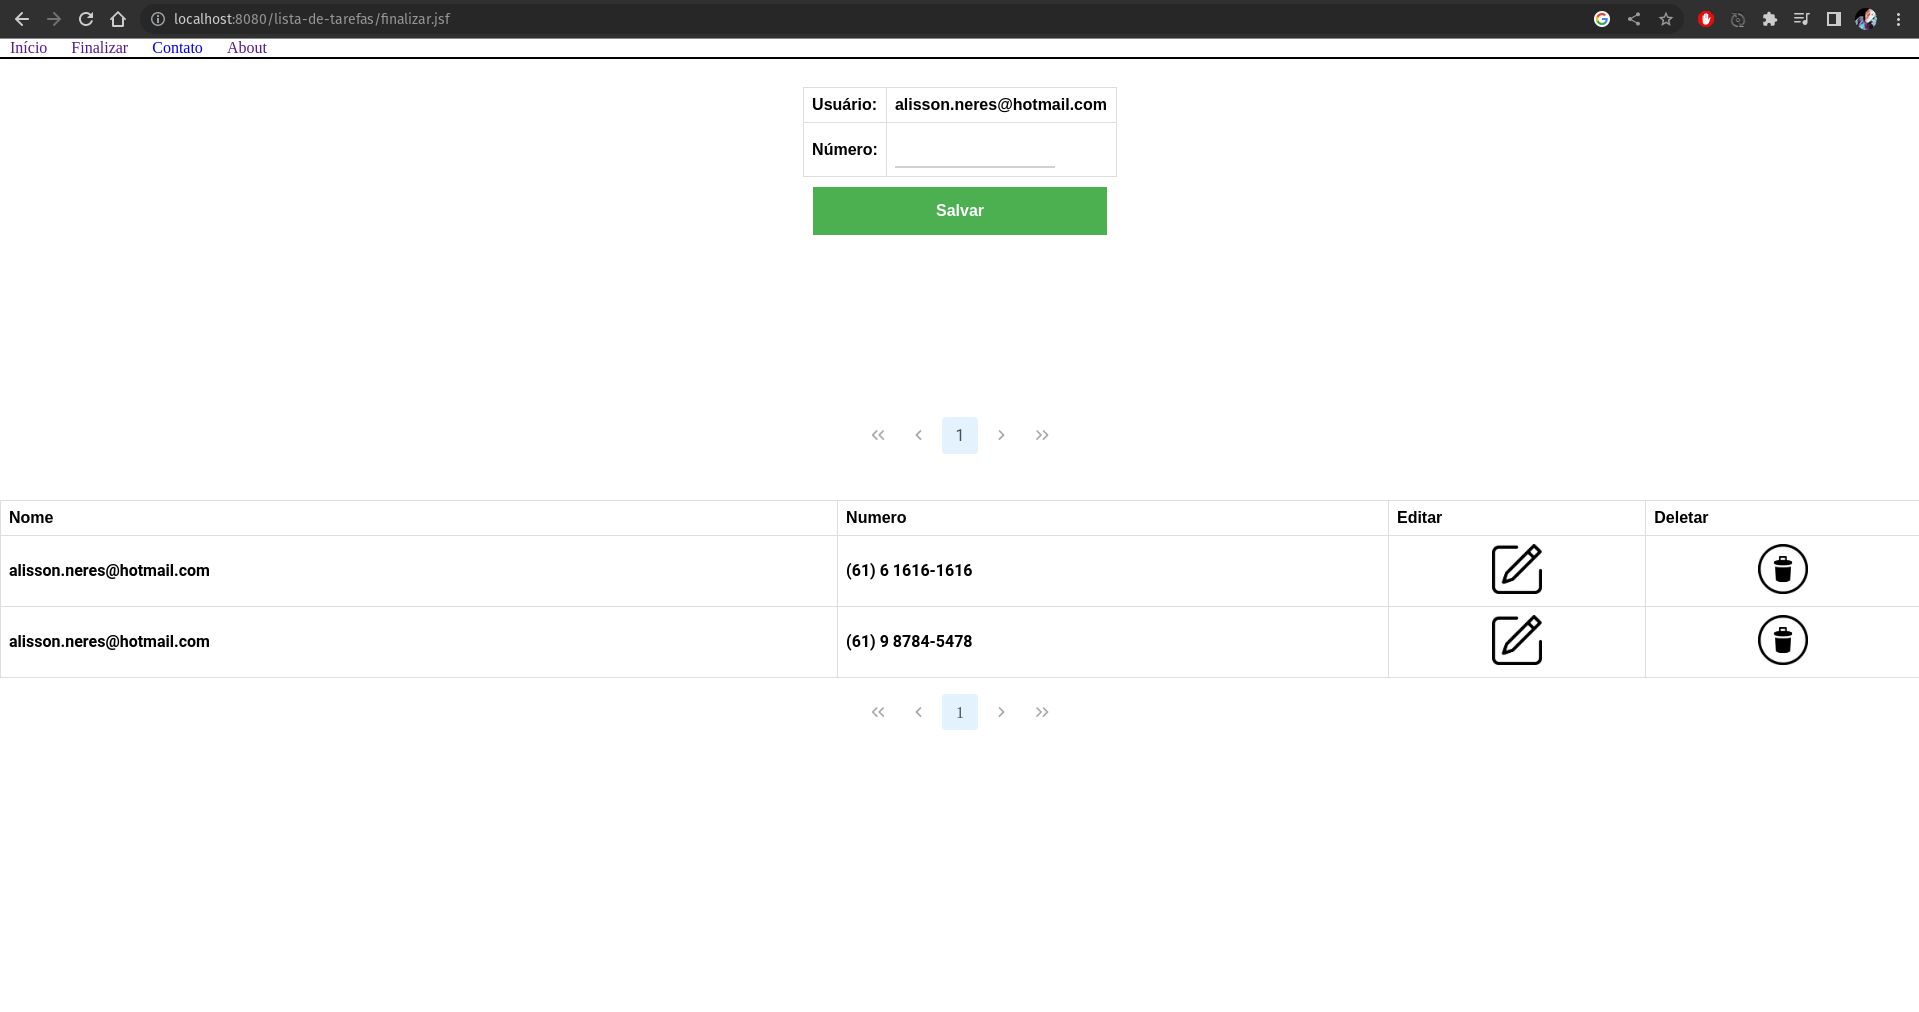 localhost:8080/lista-de-tarefas/finalizar.jsf
Início Finalizar Contato About
Usuário: alisson.neres@hotmail.com
Número:
Salvar
1
Nome Numero Editar Deletar
alisson.neres@hotmail.com (61) 6 1616-1616
alisson.neres@hotmail.com (61) 9 8784-5478
1